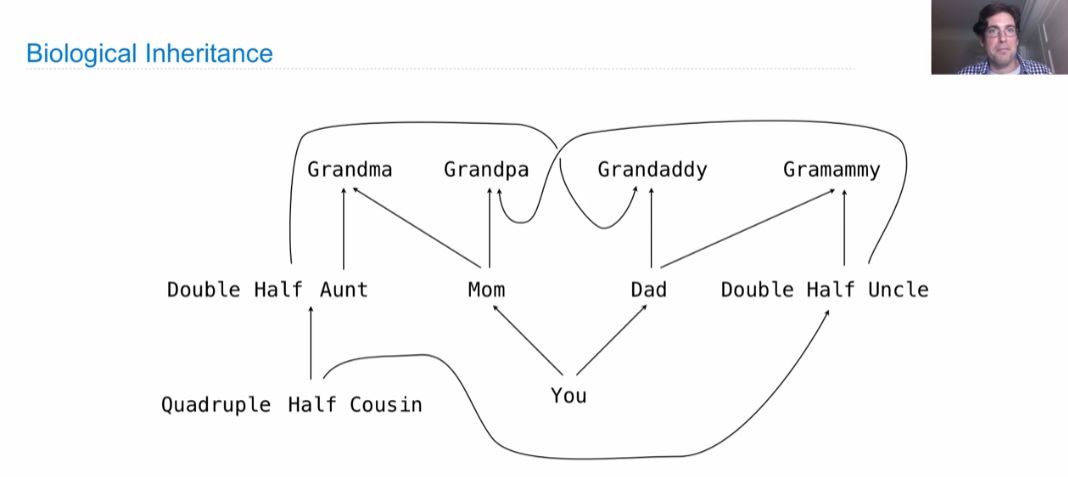 Biological Inheritance
Grandma Grandpa Grandaddy Gramammy
Double Half Aunt Mom Dad Double Half Uncle
Quadruple Half Cousin You